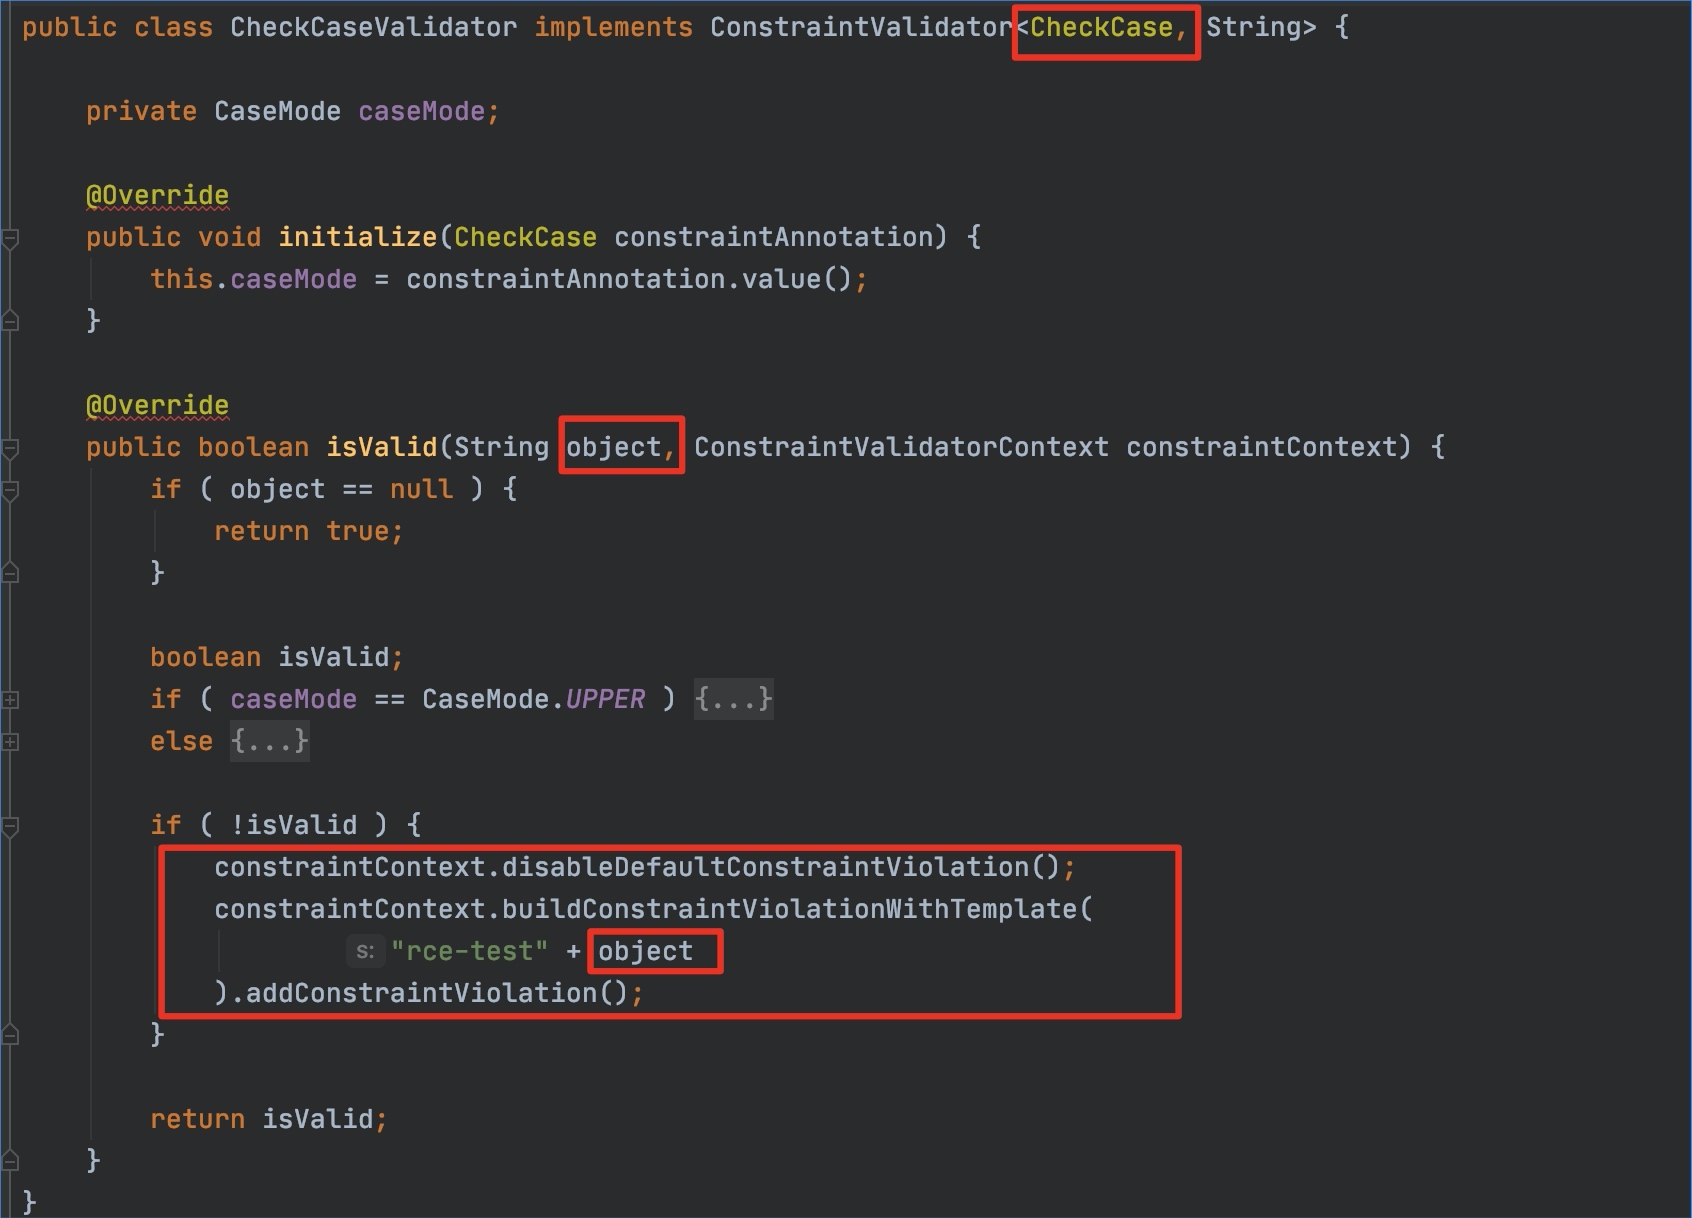 public class CheckCaseValidator implements ConstraintValidator<CheckCase, String> {
private CaseMode caseMode;
@Override
public void initialize(CheckCase constraintAnnotation) {
this.caseMode = constraintAnnotation.value();
}
@Override
public boolean isValid(String object, ConstraintValidatorContext constraintContext) {
if ( object == null ) {
return true;
}
boolean isValid;
if ( caseMode == CaseMode.UPPER ) {...}
else {...}
if ( !isValid ) {
constraintContext.disableDefaultConstraintViolation();
constraintContext.buildConstraintViolationWithTemplate(
s: "rce-test" + object
).addConstraintViolation();
}
return isValid;
}
}